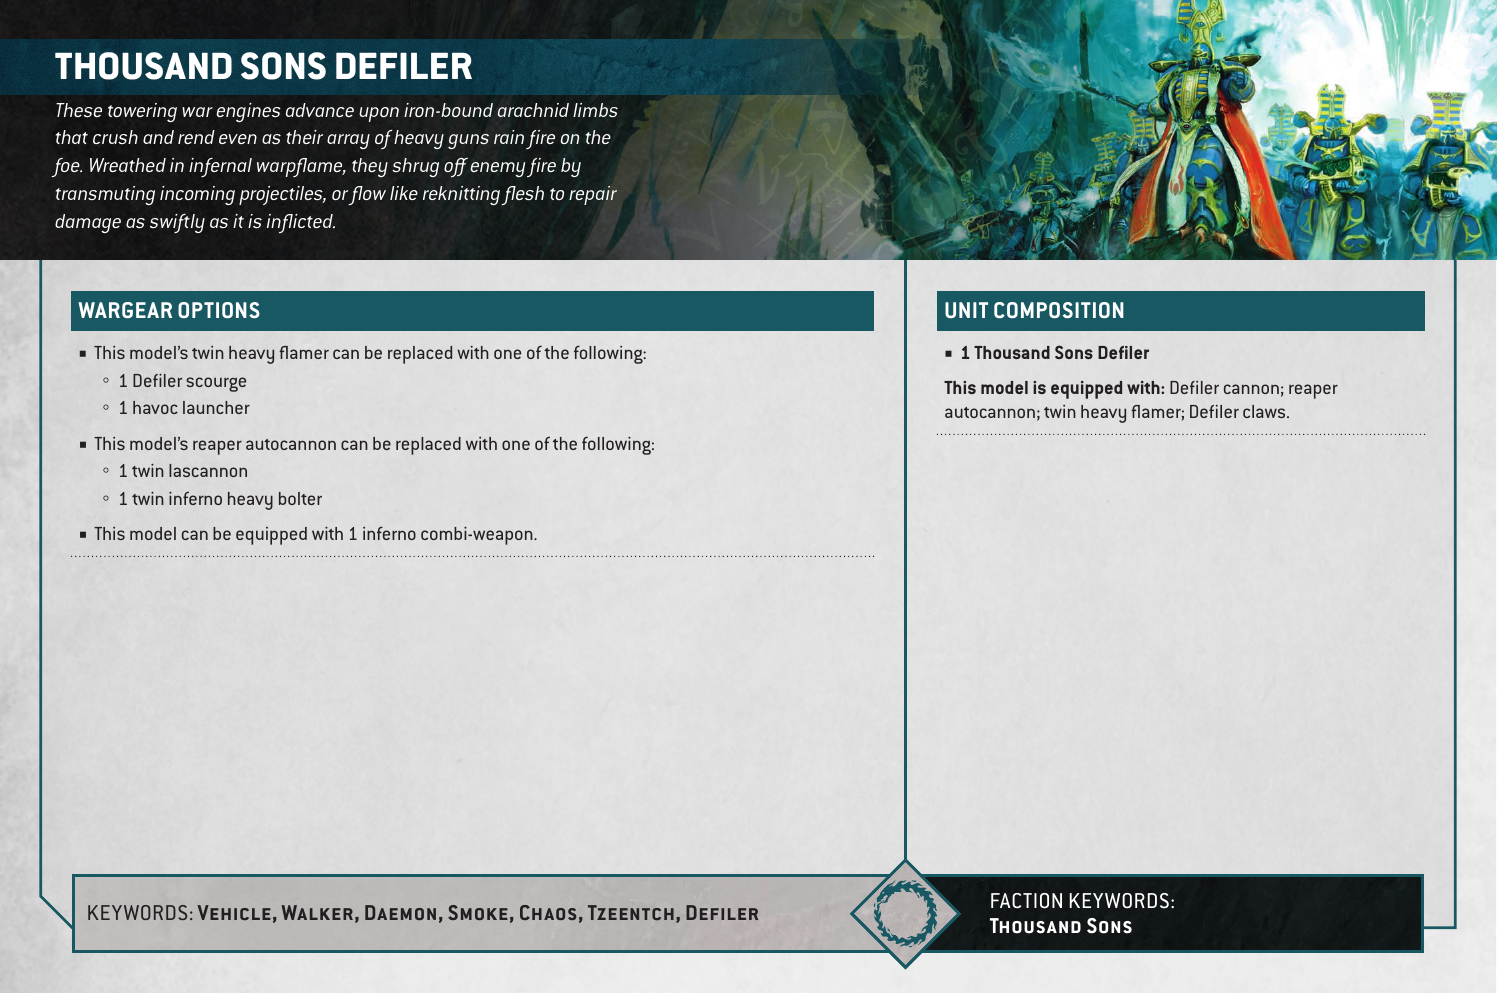 THOUSAND SONS DEFILER
These towering war engines advance upon iron-bound arachnid limbs
that crush and rend even as their array of heavy guns rain fire on the
foe. Wreathed in infernal warpflame, they shrug off enemy fire by
transmuting incoming projectiles, or flow like reknitting flesh to repair
damage as swiftly as it is inflicted.
WARGEAR OPTIONS
▪ This model’s twin heavy flamer can be replaced with one of the following:
◦ 1 Defiler scourge
◦ 1 havoc launcher
▪ This model’s reaper autocannon can be replaced with one of the following:
◦ 1 twin lascannon
◦ 1 twin inferno heavy bolter
▪ This model can be equipped with 1 inferno combi-weapon.
UNIT COMPOSITION
▪ 1 Thousand Sons Defiler
This model is equipped with: Defiler cannon; reaper
autocannon; twin heavy flamer; Defiler claws.
KEYWORDS: Vehicle, Walker, Daemon, Smoke, Chaos, Tzeentch, Defiler
FACTION KEYWORDS:
Thousand Sons